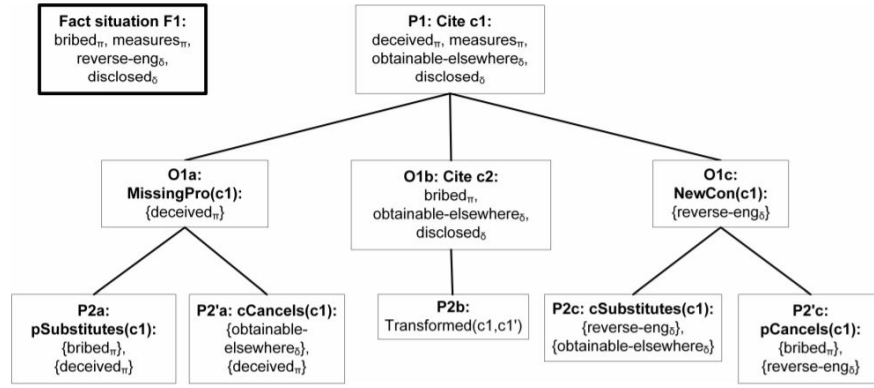 Fact situation F1:
bribedπ, measuresπ,
reverse-engδ,
disclosedδ
P1: Cite c1:
deceivedπ, measuresπ,
obtainable-elsewhereδ,
disclosedδ
O1a:
MissingPro(c1):
{deceivedπ}
O1b: Cite c2:
bribedπ,
obtainable-elsewhereδ,
disclosedδ
O1c:
NewCon(c1):
{reverse-engδ}
P2a:
pSubstitutes(c1):
{bribedπ},
{deceivedπ}
P2'a: cCancels(c1):
{obtainable-
elsewhereδ},
{deceivedπ}
P2b:
Transformed(c1,c1')
P2c: cSubstitutes(c1):
{reverse-engδ},
{obtainable-elsewhereδ}
P2'c:
pCancels(c1):
{bribedπ},
{reverse-engδ}